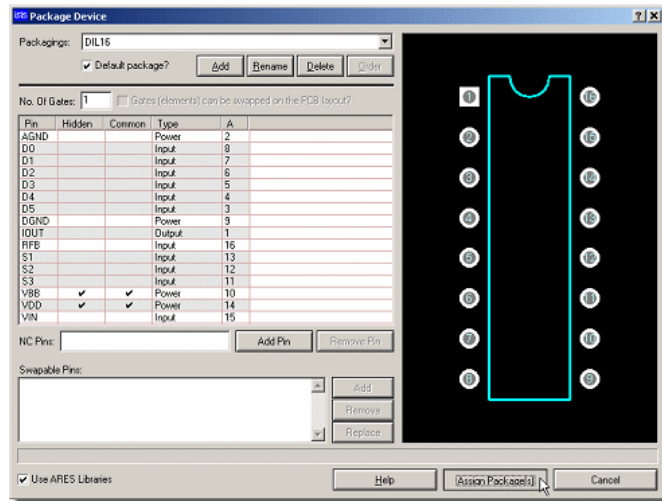 ISIS Package Device
Packagings: DIL16
Default package? Add Rename Delete Order
No. Of Gates: 1 Gates (elements) can be swapped on the PCB layout?
Pin Hidden Common Type A
AGND Power 2
D0 Input 8
D1 Input 7
D2 Input 6
D3 Input 5
D4 Input 4
D5 Input 3
DGND Power 9
IOUT Output 1
RFB Input 16
S1 Input 13
S2 Input 12
S3 Input 11
VBB ✔ ✔ Power 10
VDD ✔ ✔ Power 14
VIN Input 15
NC Pins: Add Pin Remove Pin
Swapable Pins:
Add
Remove
Replace
Use ARES Libraries Help Assign Package(s) Cancel
1 16
2 15
3 14
4 13
5 12
6 11
7 10
8 9